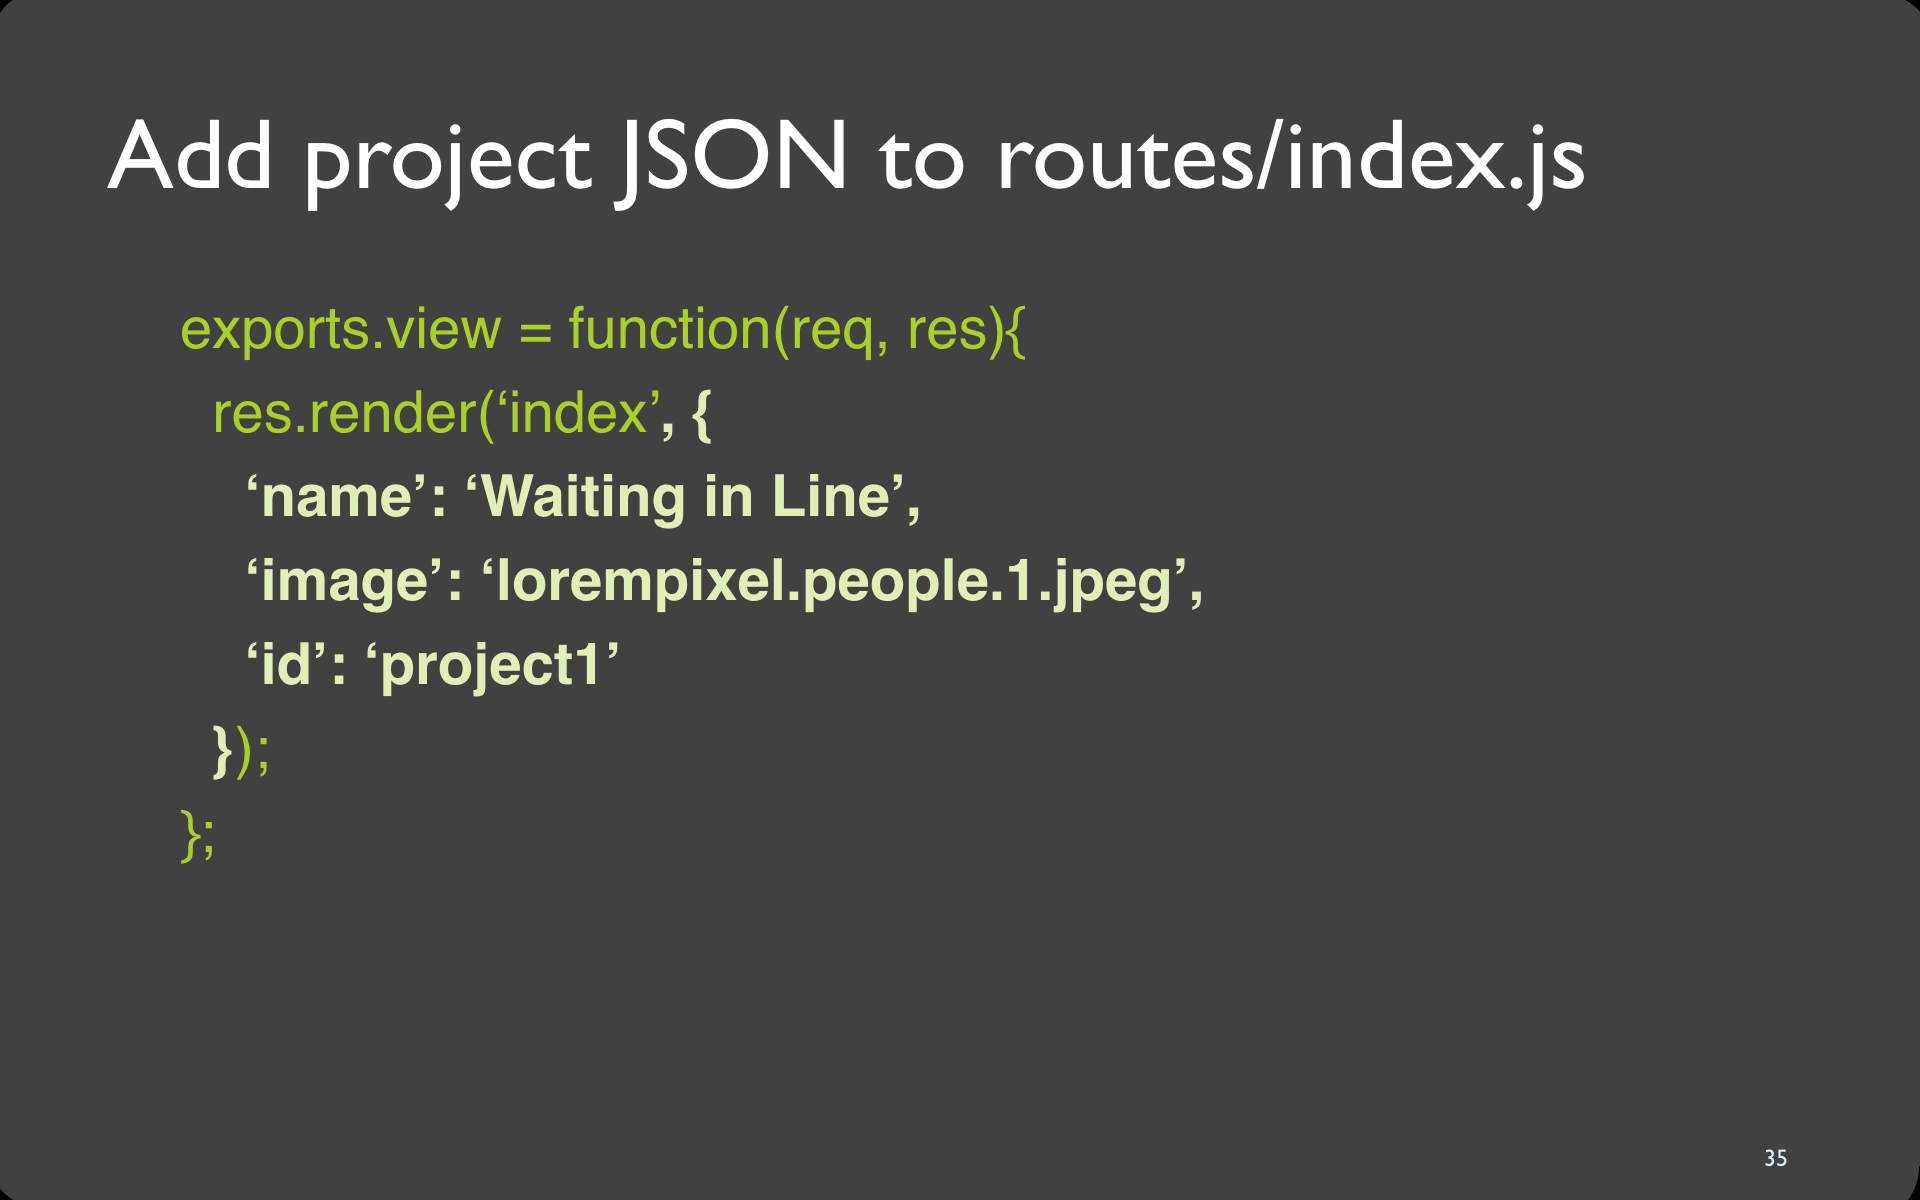 Add project JSON to routes/index.js
exports.view = function(req, res){
res.render(‘index’, {
‘name’: ‘Waiting in Line’,
‘image’: ‘lorempixel.people.1.jpeg’,
‘id’: ‘project1’
});
};
35